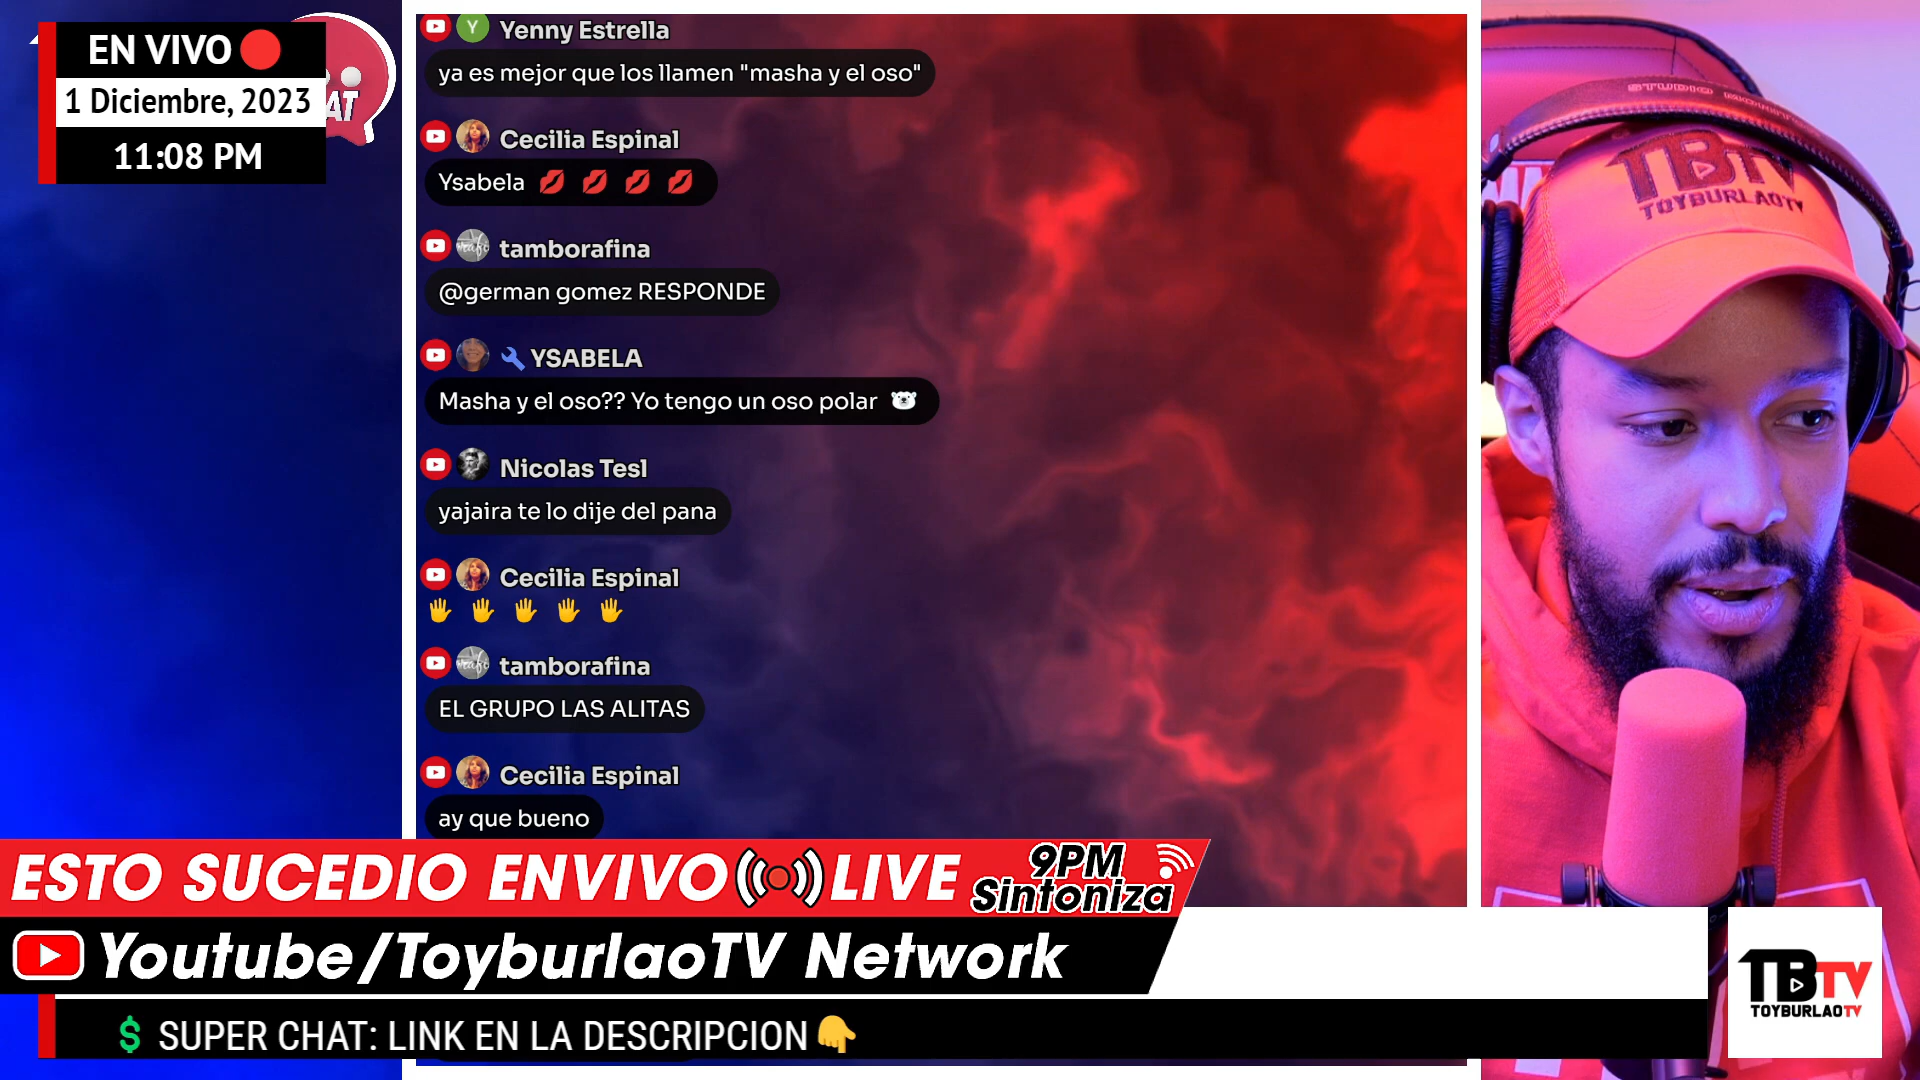 EN VIVO
1 Diciembre, 2023
11:08 PM
AT
Y
Yenny Estrella
ya es mejor que los llamen "masha y el oso"
Cecilia Espinal
Ysabela
tamborafina
@german gomez RESPONDE
YSABELA
Masha y el oso?? Yo tengo un oso polar
Nicolas Tesl
yajaira te lo dije del pana
Cecilia Espinal
tamborafina
EL GRUPO LAS ALITAS
Cecilia Espinal
ay que bueno
STUDIO
TBTV
TOYBURLAOTV
ESTO SUCEDIO ENVIVO LIVE
9PM
Sintoniza
Youtube/ToyburlaoTV Network
$ SUPER CHAT: LINK EN LA DESCRIPCION
TBTV
TOYBURLAOTV